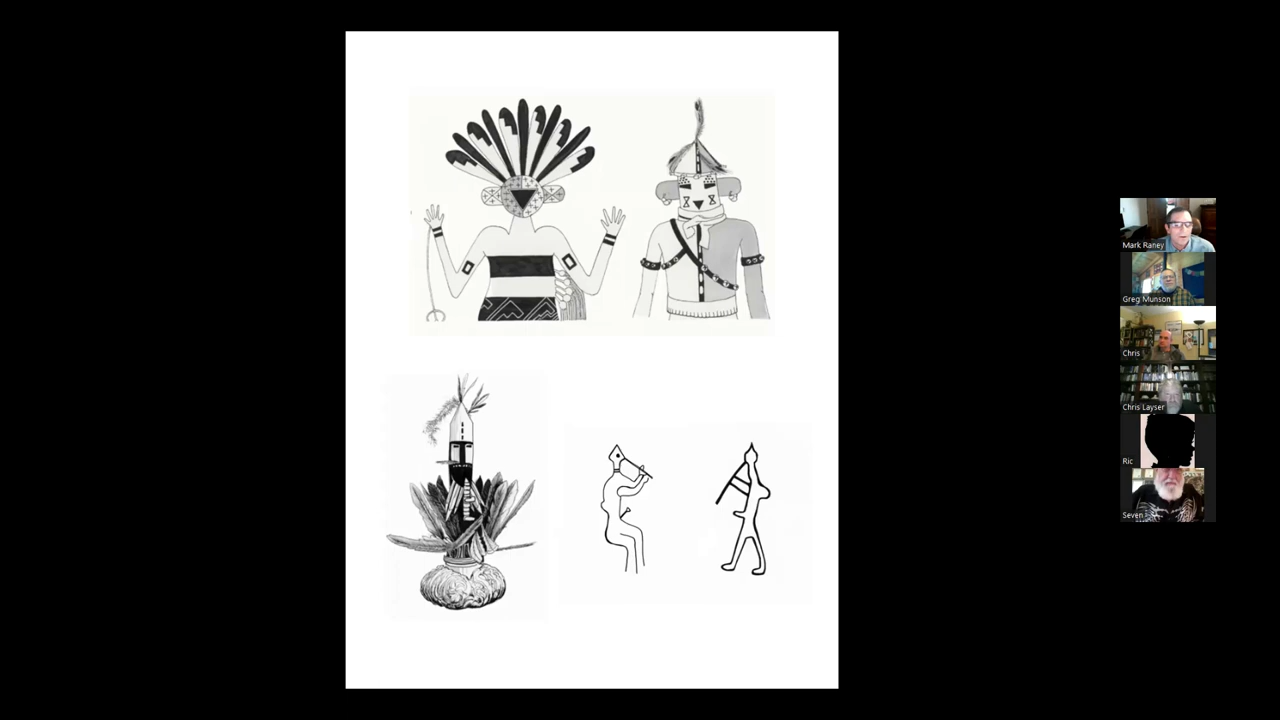 Mark Raney
Greg Munson
Chris
Chris Layser
Ric
Seven